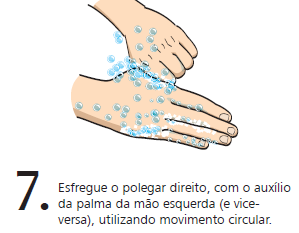 7. Esfregue o polegar direito, com o auxílio
da palma da mão esquerda (e vice-
versa), utilizando movimento circular.